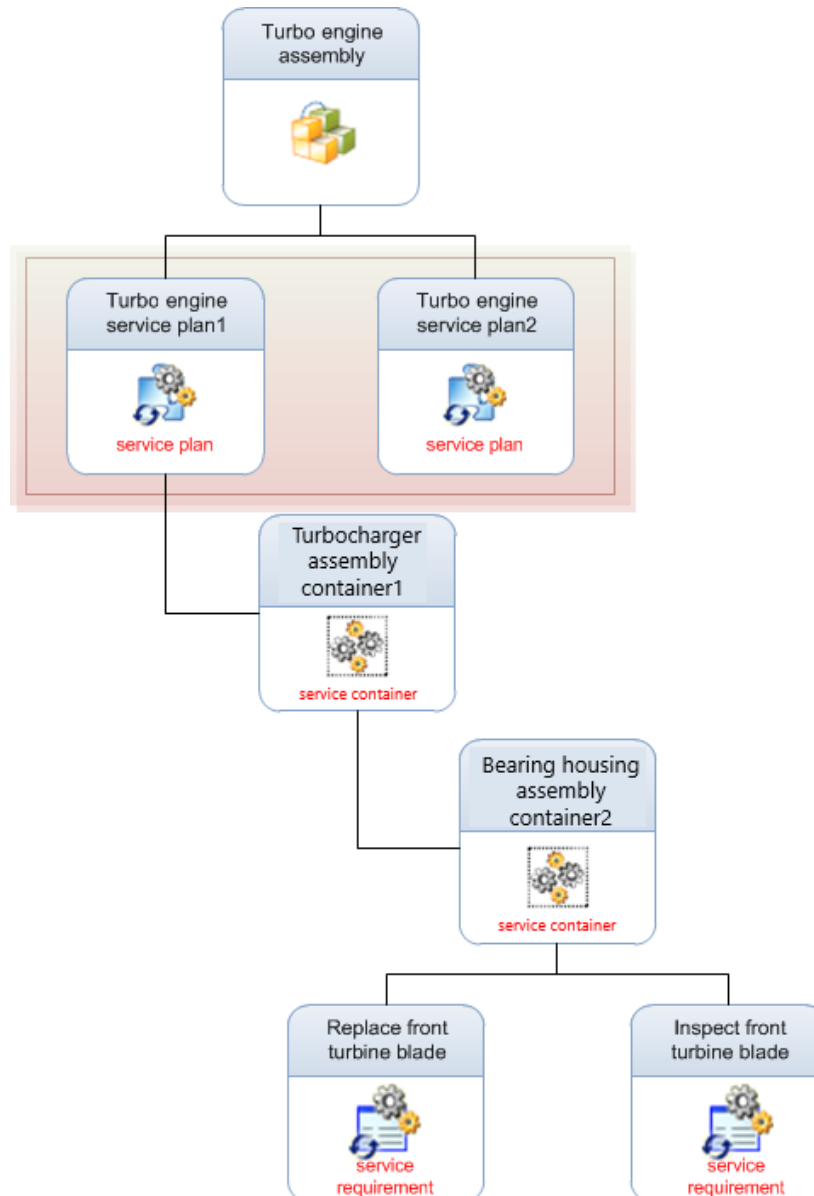 Turbo engine
assembly
Turbo engine
service plan1
service plan
Turbo engine
service plan2
service plan
Turbocharger
assembly
container1
service container
Bearing housing
assembly
container2
service container
Replace front
turbine blade
service
requirement
Inspect front
turbine blade
service
requirement